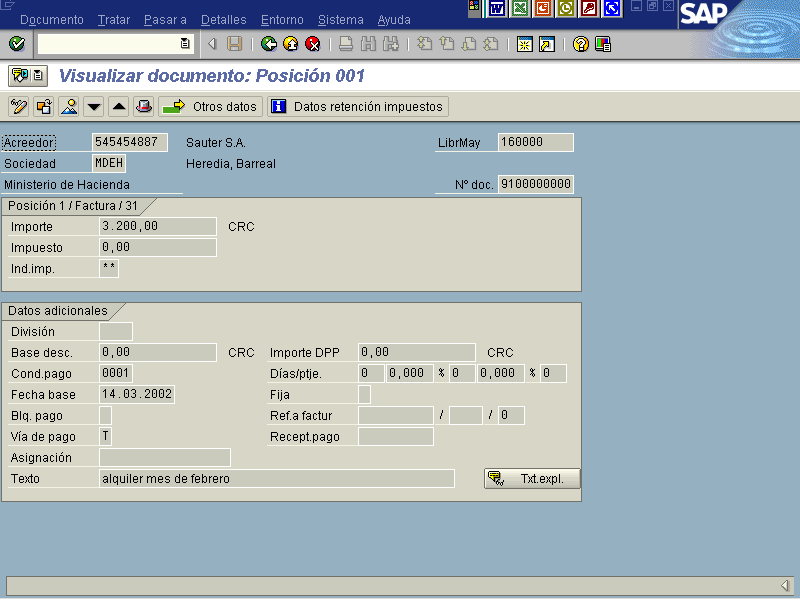 Documento Tratar Pasar a Detalles Entorno Sistema Ayuda
SAP
Visualizar documento: Posición 001
Otros datos Datos retención impuestos
Acreedor 545454887 Sauter S.A. LibrMay 160000
Sociedad MDEH Heredia, Barreal
Ministerio de Hacienda Nº doc. 9100000000
Posición 1 / Factura / 31
Importe 3.200,00 CRC
Impuesto 0,00
Ind.imp. **
Datos adicionales
División
Base desc. 0,00 CRC Importe DPP 0,00 CRC
Cond.pago 0001 Días/ptje. 0 0,000 % 0 0,000 % 0
Fecha base 14.03.2002 Fija
Blq. pago Ref.a factur / / 0
Vía de pago T Recept.pago
Asignación
Texto alquiler mes de febrero Txt.expl.